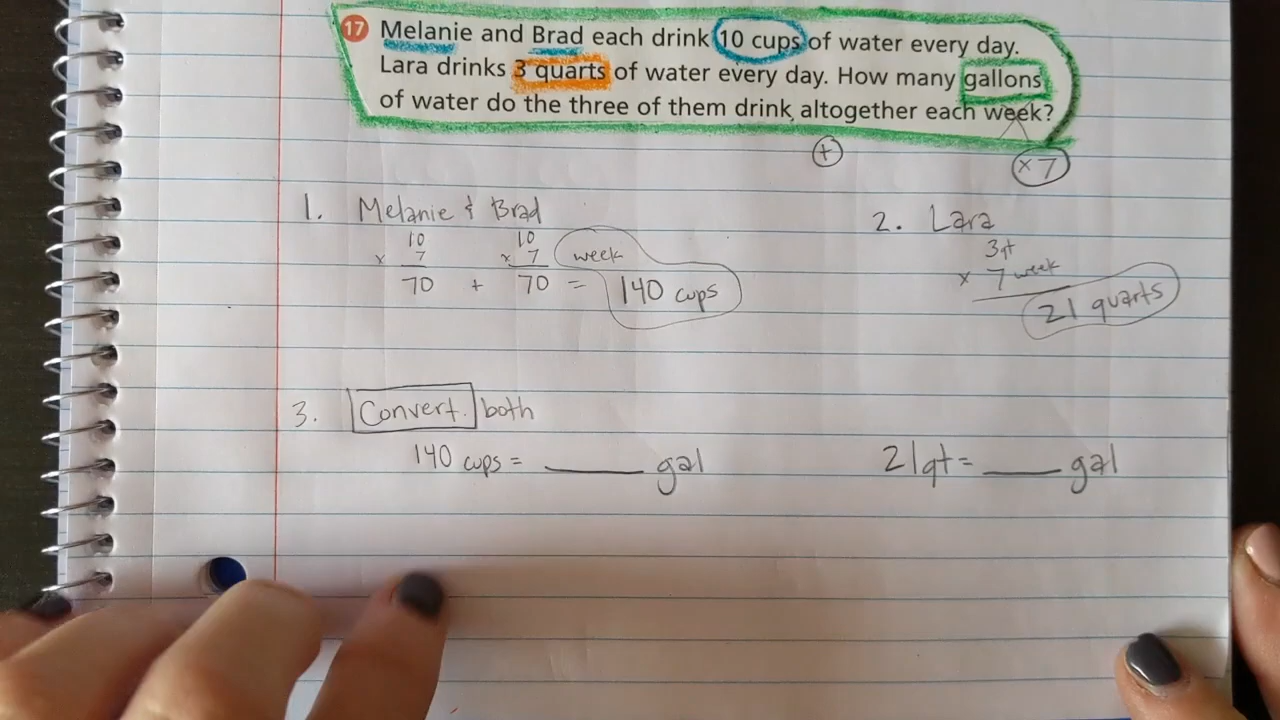 17 Melanie and Brad each drink 10 cups of water every day.
Lara drinks 3 quarts of water every day. How many gallons
of water do the three of them drink altogether each week?
+
x 7
1. Melanie & Brad
10 10
x 7 x 7 week
70 + 70 = 140 cups
2. Lara
3qt
x 7 week
21 quarts
3. Convert. both
140 cups = ____ gal
21qt = ____ gal